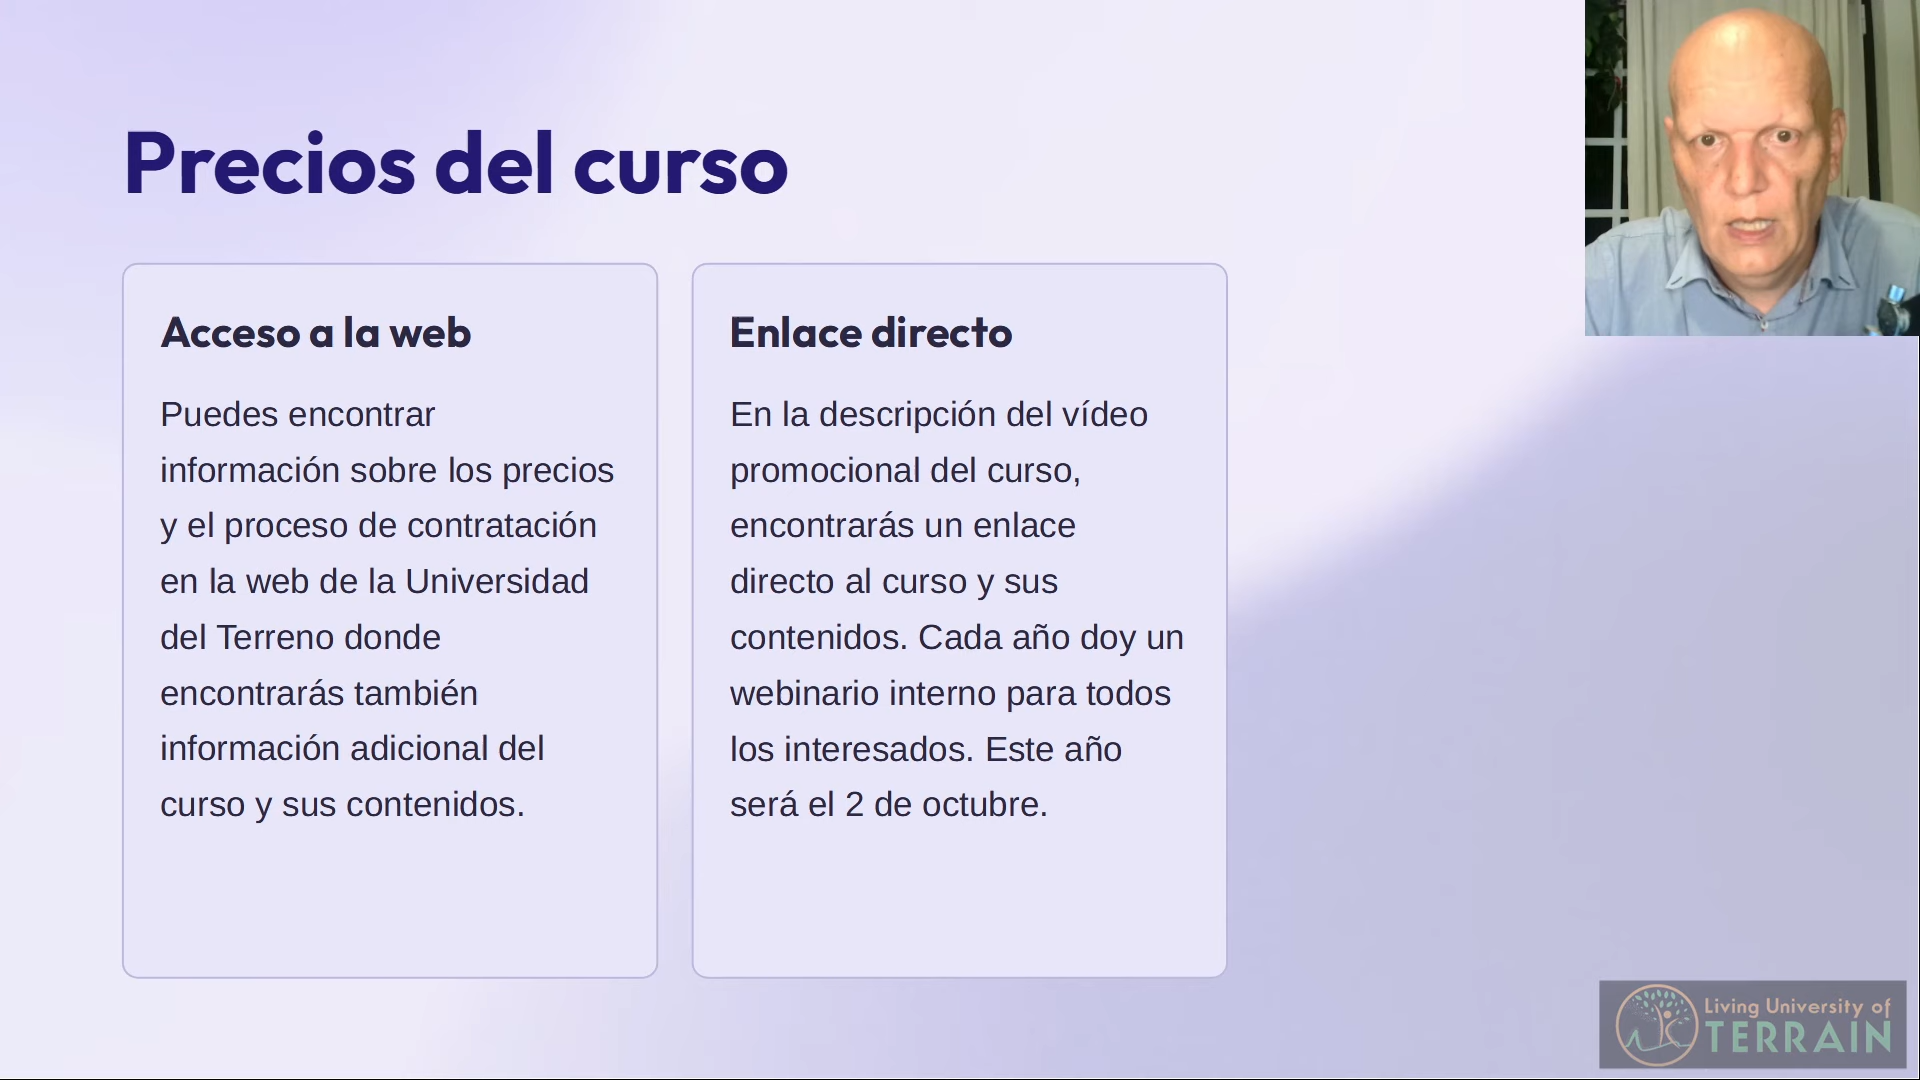 Precios del curso
Acceso a la web
Puedes encontrar
información sobre los precios
y el proceso de contratación
en la web de la Universidad
del Terreno donde
encontrarás también
información adicional del
curso y sus contenidos.
Enlace directo
En la descripción del vídeo
promocional del curso,
encontrarás un enlace
directo al curso y sus
contenidos. Cada año doy un
webinario interno para todos
los interesados. Este año
será el 2 de octubre.
Living University of
TERRAIN